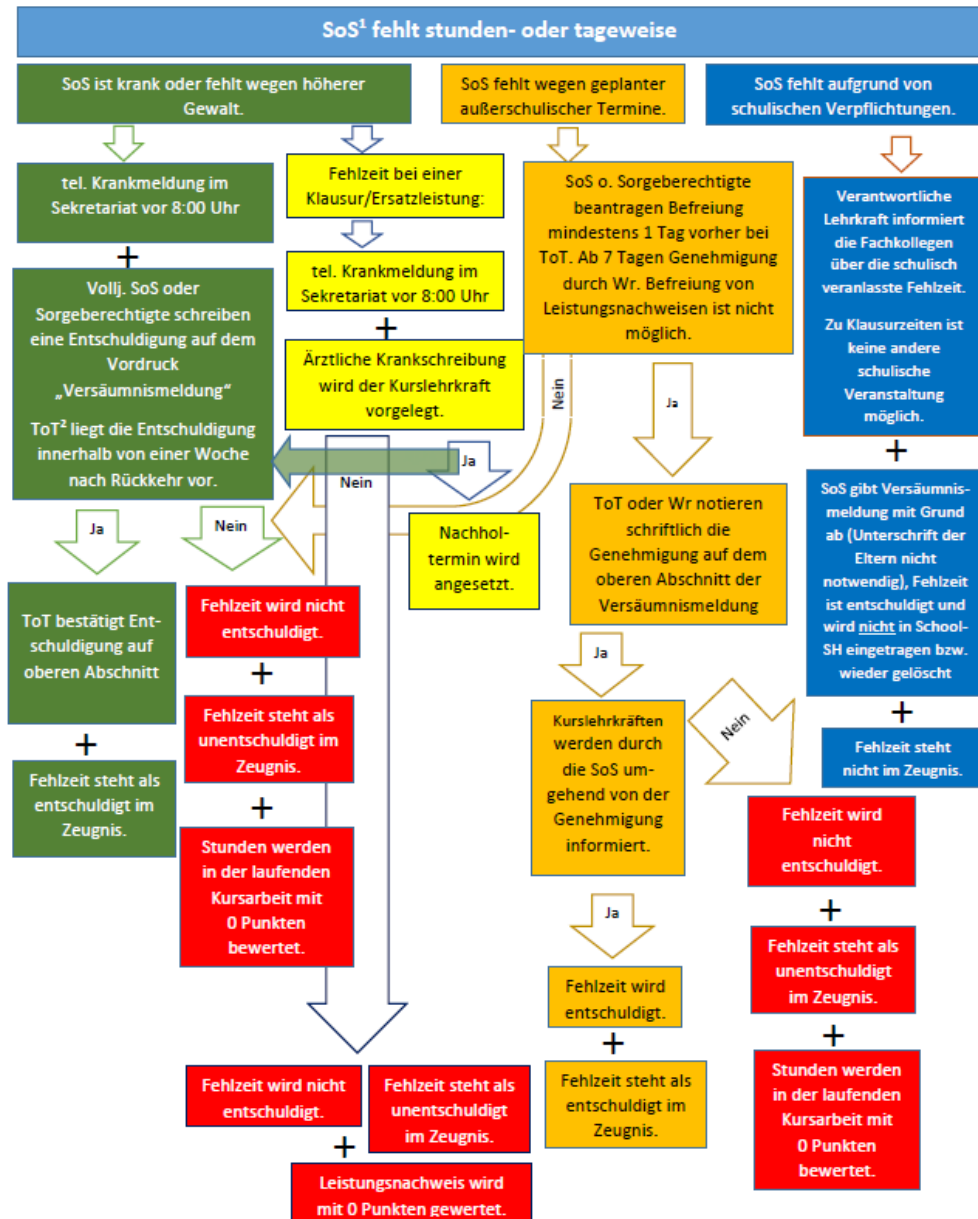 SoS¹ fehlt stunden- oder tageweise
SoS ist krank oder fehlt wegen höherer
Gewalt.
SoS fehlt wegen geplanter
außerschulischer Termine.
SoS fehlt aufgrund von
schulischen Verpflichtungen.
tel. Krankmeldung im
Sekretariat vor 8:00 Uhr
+
Vollj. SoS oder
Sorgeberechtigte schreiben
eine Entschuldigung auf dem
Vordruck
„Versäumnismeldung“
ToT² liegt die Entschuldigung
innerhalb von einer Woche
nach Rückkehr vor.
Ja
Nein
ToT bestätigt Ent-
schuldigung auf
oberen Abschnitt
+
Fehlzeit steht als
entschuldigt im
Zeugnis.
Fehlzeit wird nicht
entschuldigt.
+
Fehlzeit steht als
unentschuldigt im
Zeugnis.
+
Stunden werden
in der laufenden
Kursarbeit mit
0 Punkten
bewertet.
Fehlzeit bei einer
Klausur/Ersatzleistung:
tel. Krankmeldung im
Sekretariat vor 8:00 Uhr
+
Ärztliche Krankschreibung
wird der Kurslehrkraft
vorgelegt.
Nein
Ja
Nachhol-
termin wird
angesetzt.
Fehlzeit wird nicht
entschuldigt.
Fehlzeit steht als
unentschuldigt
im Zeugnis.
+
Leistungsnachweis wird
mit 0 Punkten gewertet.
SoS o. Sorgeberechtigte
beantragen Befreiung
mindestens 1 Tag vorher bei
ToT. Ab 7 Tagen Genehmigung
durch Wr. Befreiung von
Leistungsnachweisen ist nicht
möglich.
Nein
Ja
ToT oder Wr notieren
schriftlich die
Genehmigung auf dem
oberen Abschnitt der
Versäumnismeldung
Ja
Kurslehrkräften
werden durch
die SoS um-
gehend von der
Genehmigung
informiert.
Nein
Ja
Fehlzeit wird
entschuldigt.
+
Fehlzeit steht als
entschuldigt im
Zeugnis.
Verantwortliche
Lehrkraft informiert
die Fachkollegen
über die schulisch
veranlasste Fehlzeit.
Zu Klausurzeiten ist
keine andere
schulische
Veranstaltung
möglich.
+
SoS gibt Versäumnis-
meldung mit Grund
ab (Unterschrift der
Eltern nicht
notwendig), Fehlzeit
ist entschuldigt und
wird nicht in School-
SH eingetragen bzw.
wieder gelöscht
+
Fehlzeit steht
nicht im Zeugnis.
Fehlzeit wird
nicht
entschuldigt.
+
Fehlzeit steht als
unentschuldigt
im Zeugnis.
+
Stunden werden
in der laufenden
Kursarbeit mit
0 Punkten
bewertet.